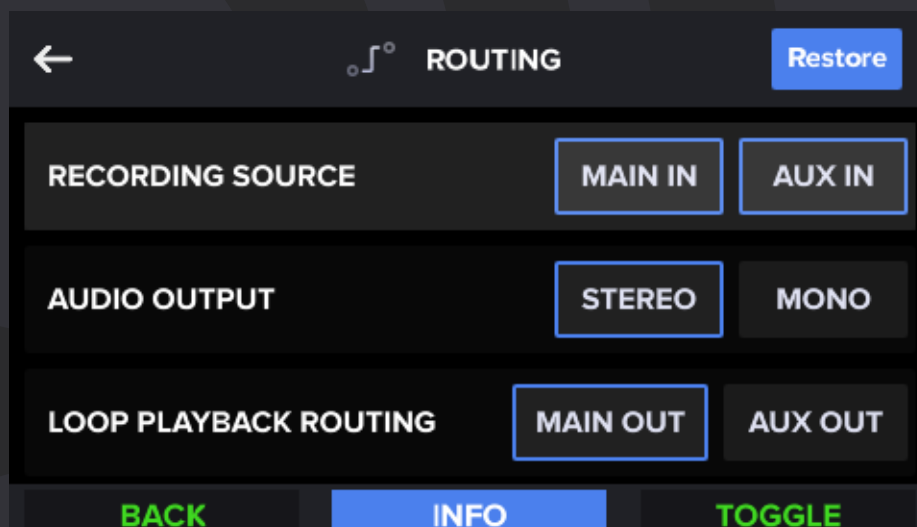 ROUTING Restore
RECORDING SOURCE MAIN IN AUX IN
AUDIO OUTPUT STEREO MONO
LOOP PLAYBACK ROUTING MAIN OUT AUX OUT
BACK INFO TOGGLE